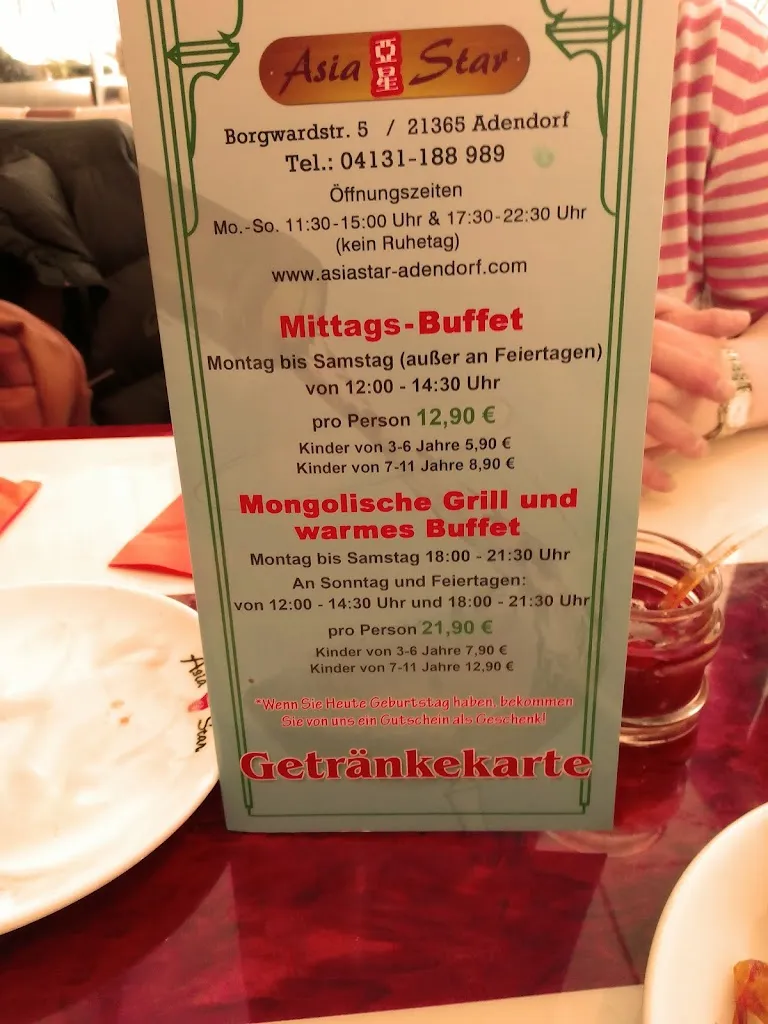 Asia 亞星 Star
Borgwardstr. 5 / 21365 Adendorf
Tel.: 04131-188 989
Öffnungszeiten
Mo.-So. 11:30-15:00 Uhr & 17:30-22:30 Uhr
(kein Ruhetag)
www.asiastar-adendorf.com
Mittags-Buffet
Montag bis Samstag (außer an Feiertagen)
von 12:00 - 14:30 Uhr
pro Person 12,90 €
Kinder von 3-6 Jahre 5,90 €
Kinder von 7-11 Jahre 8,90 €
Mongolische Grill und
warmes Buffet
Montag bis Samstag 18:00 - 21:30 Uhr
An Sonntag und Feiertagen:
von 12:00 - 14:30 Uhr und 18:00 - 21:30 Uhr
pro Person 21,90 €
Kinder von 3-6 Jahre 7,90 €
Kinder von 7-11 Jahre 12,90 €
*Wenn Sie Heute Geburtstag haben, bekommen
Sie von uns ein Gutschein als Geschenk!
Getränkekarte
Asia Star